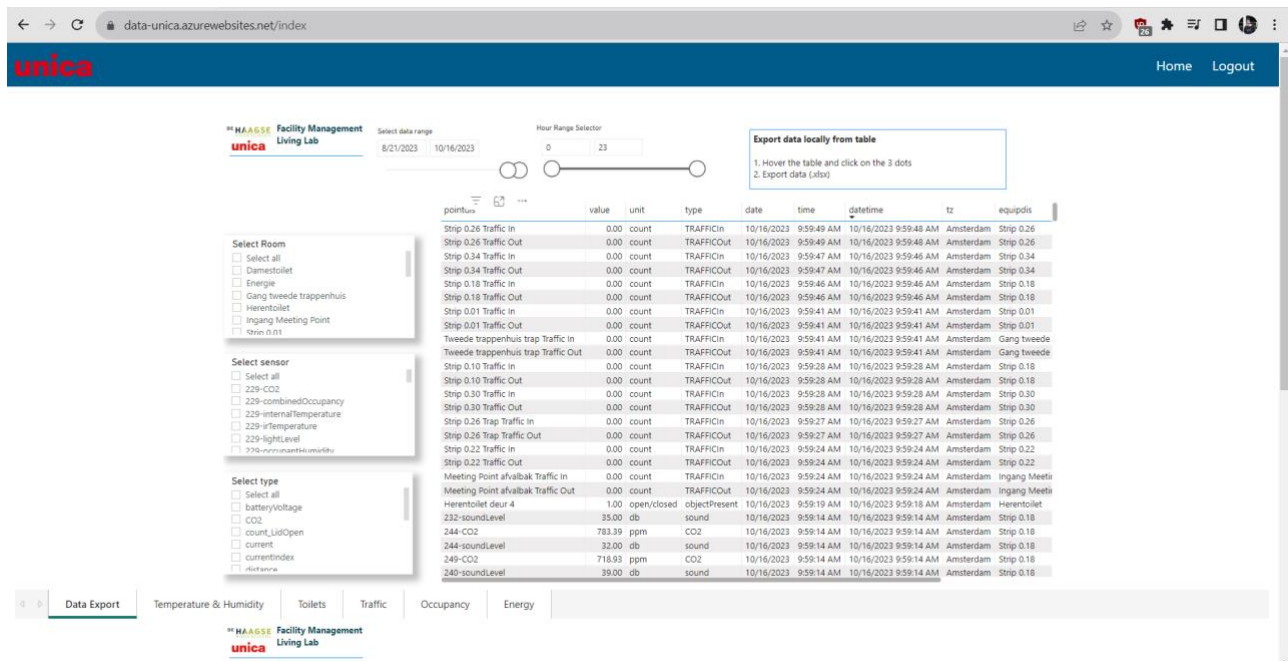 data-unica.azurewebsites.net/index
26
unica
Home Logout
DE HAAGSE Facility Management
unica Living Lab
Select data range
8/21/2023 10/16/2023
Hour Range Selector
0 23
Export data locally from table
1. Hover the table and click on the 3 dots
2. Export data (.xlsx)
Select Room
Select all
Damestoilet
Energie
Gang tweede trappenhuis
Herentoilet
Ingang Meeting Point
Strip 0.01
Select sensor
Select all
229-CO2
229-combinedOccupancy
229-internalTemperature
229-irTemperature
229-lightLevel
229-occupantHumidity
Select type
Select all
batteryVoltage
CO2
count_LidOpen
current
currentIndex
distance
value unit type date time datetime tz equipdis
Strip 0.26 Traffic In 0.00 count TRAFFICIn 10/16/2023 9:59:49 AM 10/16/2023 9:59:48 AM Amsterdam Strip 0.26
Strip 0.26 Traffic Out 0.00 count TRAFFICOut 10/16/2023 9:59:49 AM 10/16/2023 9:59:48 AM Amsterdam Strip 0.26
Strip 0.34 Traffic In 0.00 count TRAFFICIn 10/16/2023 9:59:47 AM 10/16/2023 9:59:46 AM Amsterdam Strip 0.34
Strip 0.34 Traffic Out 0.00 count TRAFFICOut 10/16/2023 9:59:47 AM 10/16/2023 9:59:46 AM Amsterdam Strip 0.34
Strip 0.18 Traffic In 0.00 count TRAFFICIn 10/16/2023 9:59:46 AM 10/16/2023 9:59:46 AM Amsterdam Strip 0.18
Strip 0.18 Traffic Out 0.00 count TRAFFICOut 10/16/2023 9:59:46 AM 10/16/2023 9:59:46 AM Amsterdam Strip 0.18
Strip 0.01 Traffic In 0.00 count TRAFFICIn 10/16/2023 9:59:41 AM 10/16/2023 9:59:41 AM Amsterdam Strip 0.01
Strip 0.01 Traffic Out 0.00 count TRAFFICOut 10/16/2023 9:59:41 AM 10/16/2023 9:59:41 AM Amsterdam Strip 0.01
Tweede trappenhuis trap Traffic In 0.00 count TRAFFICIn 10/16/2023 9:59:41 AM 10/16/2023 9:59:41 AM Amsterdam Gang tweede
Tweede trappenhuis trap Traffic Out 0.00 count TRAFFICOut 10/16/2023 9:59:41 AM 10/16/2023 9:59:41 AM Amsterdam Gang tweede
Strip 0.10 Traffic In 0.00 count TRAFFICIn 10/16/2023 9:59:28 AM 10/16/2023 9:59:28 AM Amsterdam Strip 0.18
Strip 0.10 Traffic Out 0.00 count TRAFFICOut 10/16/2023 9:59:28 AM 10/16/2023 9:59:28 AM Amsterdam Strip 0.18
Strip 0.30 Traffic In 0.00 count TRAFFICIn 10/16/2023 9:59:28 AM 10/16/2023 9:59:28 AM Amsterdam Strip 0.30
Strip 0.30 Traffic Out 0.00 count TRAFFICOut 10/16/2023 9:59:28 AM 10/16/2023 9:59:28 AM Amsterdam Strip 0.30
Strip 0.26 Trap Traffic In 0.00 count TRAFFICIn 10/16/2023 9:59:27 AM 10/16/2023 9:59:27 AM Amsterdam Strip 0.26
Strip 0.26 Trap Traffic Out 0.00 count TRAFFICOut 10/16/2023 9:59:27 AM 10/16/2023 9:59:27 AM Amsterdam Strip 0.26
Strip 0.22 Traffic In 0.00 count TRAFFICIn 10/16/2023 9:59:24 AM 10/16/2023 9:59:24 AM Amsterdam Strip 0.22
Strip 0.22 Traffic Out 0.00 count TRAFFICOut 10/16/2023 9:59:24 AM 10/16/2023 9:59:24 AM Amsterdam Strip 0.22
Meeting Point afvalbak Traffic In 0.00 count TRAFFICIn 10/16/2023 9:59:24 AM 10/16/2023 9:59:24 AM Amsterdam Ingang Meeti
Meeting Point afvalbak Traffic Out 0.00 count TRAFFICOut 10/16/2023 9:59:24 AM 10/16/2023 9:59:24 AM Amsterdam Ingang Meeti
Herentoilet deur 4 1.00 open/closed objectPresent 10/16/2023 9:59:19 AM 10/16/2023 9:59:18 AM Amsterdam Herentoilet
232-soundLevel 35.00 db sound 10/16/2023 9:59:14 AM 10/16/2023 9:59:14 AM Amsterdam Strip 0.18
244-CO2 783.39 ppm CO2 10/16/2023 9:59:14 AM 10/16/2023 9:59:14 AM Amsterdam Strip 0.18
244-soundLevel 32.00 db sound 10/16/2023 9:59:14 AM 10/16/2023 9:59:14 AM Amsterdam Strip 0.18
249-CO2 718.93 ppm CO2 10/16/2023 9:59:14 AM 10/16/2023 9:59:14 AM Amsterdam Strip 0.18
240-soundLevel 39.00 db sound 10/16/2023 9:59:14 AM 10/16/2023 9:59:14 AM Amsterdam Strip 0.18
Data Export Temperature & Humidity Toilets Traffic Occupancy Energy
DE HAAGSE Facility Management
unica Living Lab